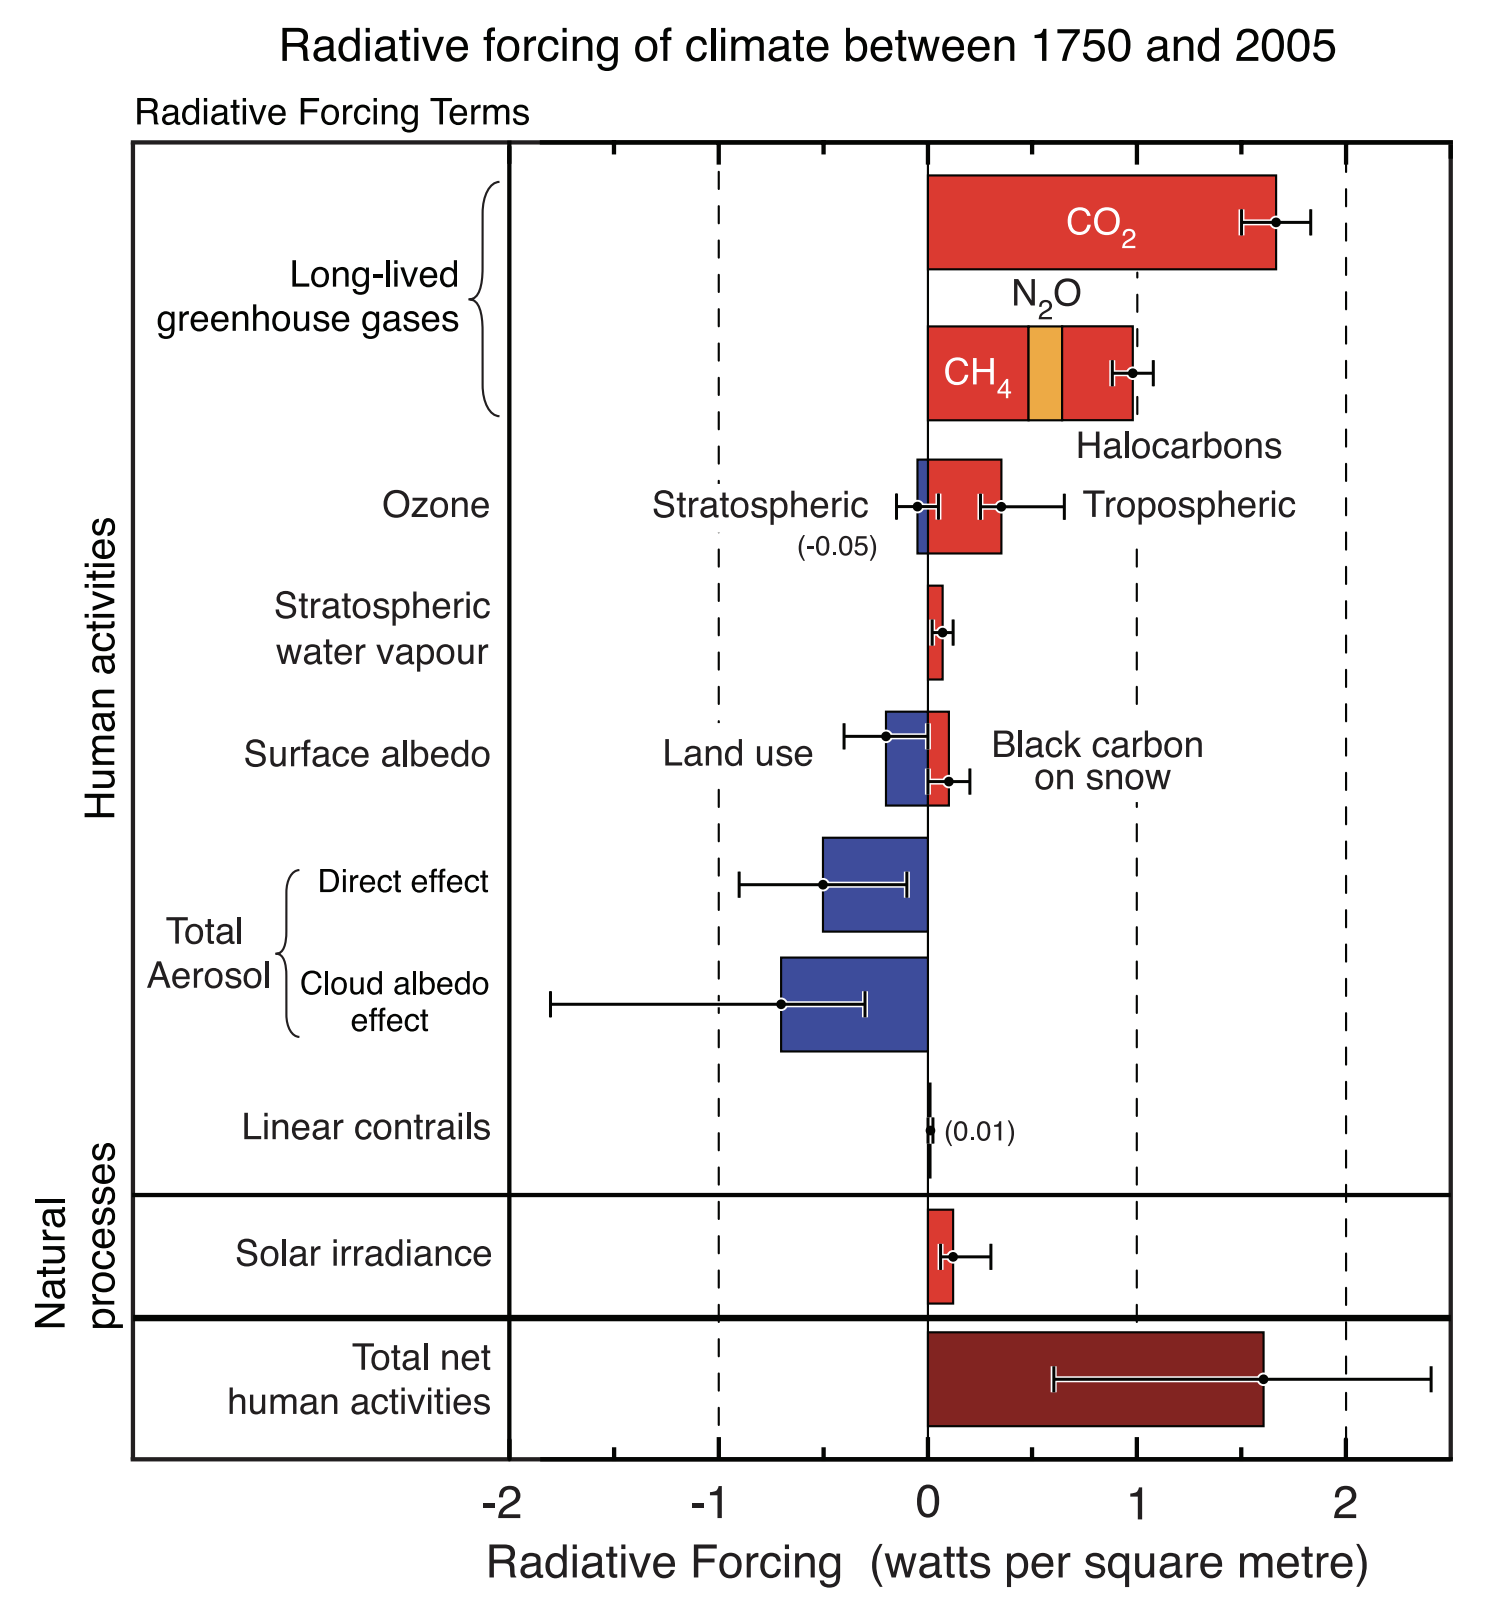 Radiative forcing of climate between 1750 and 2005
Radiative Forcing Terms
CO₂
Long-lived
greenhouse gases
N₂O
CH₄
Halocarbons
Human activities
Ozone
Stratospheric
(-0.05)
Tropospheric
Stratospheric
water vapour
Surface albedo
Land use
Black carbon
on snow
Total
Aerosol
Direct effect
Cloud albedo
effect
Linear contrails
(0.01)
Natural
processes
Solar irradiance
Total net
human activities
-2 -1 0 1 2
Radiative Forcing (watts per square metre)